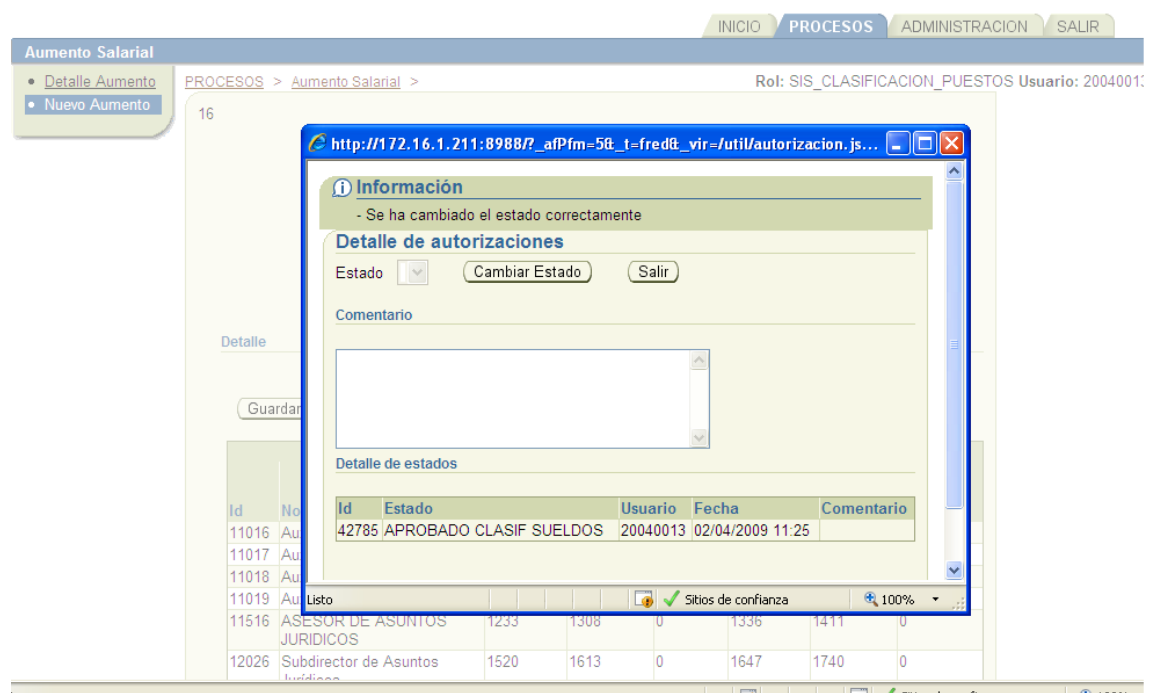 INICIO PROCESOS ADMINISTRACION SALIR
Aumento Salarial
Detalle Aumento
Nuevo Aumento
PROCESOS > Aumento Salarial >
Rol: SIS_CLASIFICACION_PUESTOS Usuario: 20040013
16
http://172.16.1.211:8988/?_afPfm=5&_t=fred&_vir=/util/autorizacion.js...
Información
- Se ha cambiado el estado correctamente
Detalle de autorizaciones
Estado Cambiar Estado Salir
Comentario
Detalle
Guardar
Detalle de estados
Id No
Id Estado Usuario Fecha Comentario
42785 APROBADO CLASIF SUELDOS 20040013 02/04/2009 11:25
11016 Au
11017 Au
11018 Au
11019 Au
Listo Sitios de confianza 100%
11516 ASESOR DE ASUNTOS JURIDICOS 1233 1308 0 1336 1411 0
12026 Subdirector de Asuntos 1520 1613 0 1647 1740 0